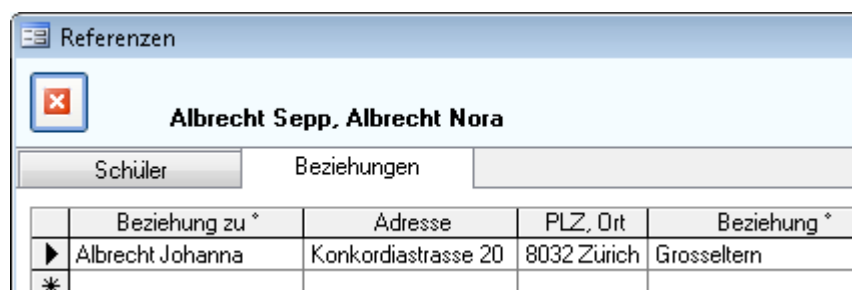 Referenzen
Albrecht Sepp, Albrecht Nora
Schüler Beziehungen
Beziehung zu * Adresse PLZ, Ort Beziehung *
Albrecht Johanna Konkordiastrasse 20 8032 Zürich Grosseltern